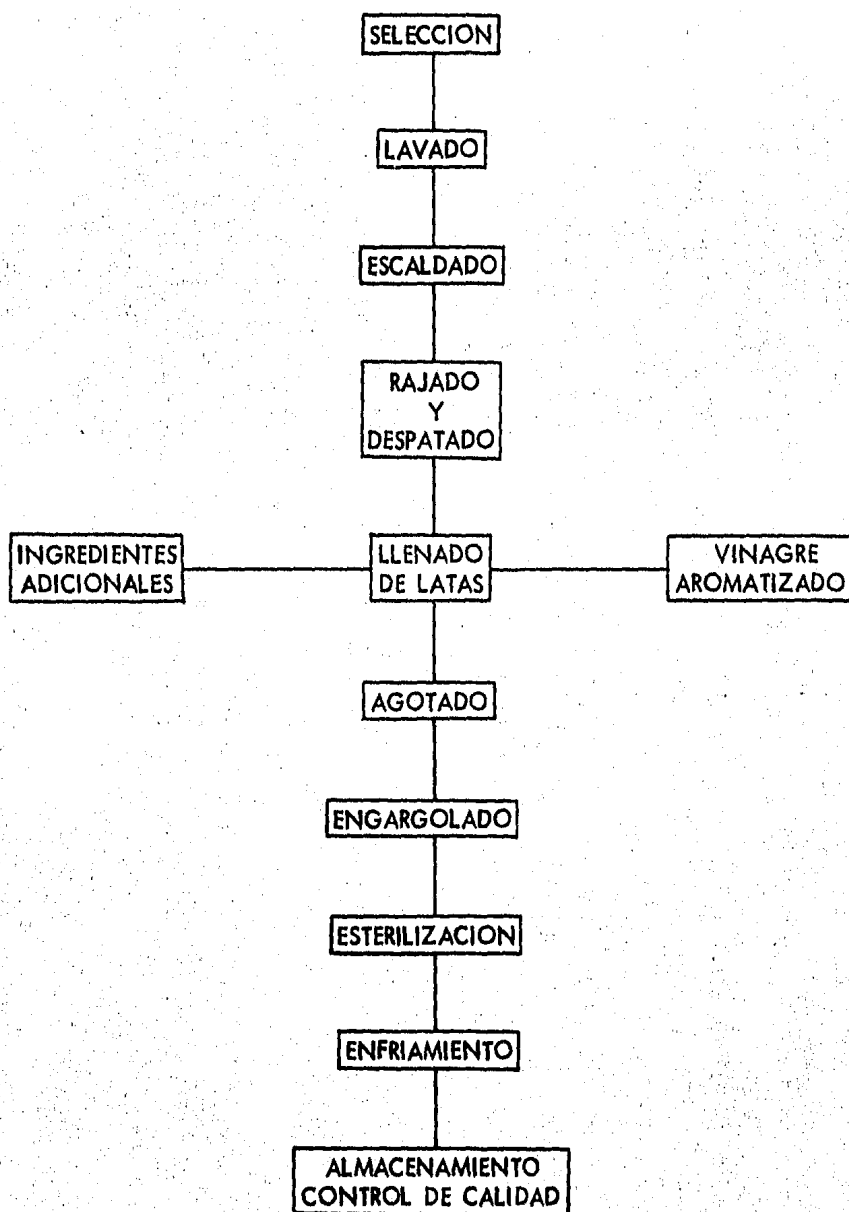 SELECCION
LAVADO
ESCALDADO
RAJADO
Y
DESPATADO
INGREDIENTES
ADICIONALES
LLENADO
DE LATAS
VINAGRE
AROMATIZADO
AGOTADO
ENGARGOLADO
ESTERILIZACION
ENFRIAMIENTO
ALMACENAMIENTO
CONTROL DE CALIDAD